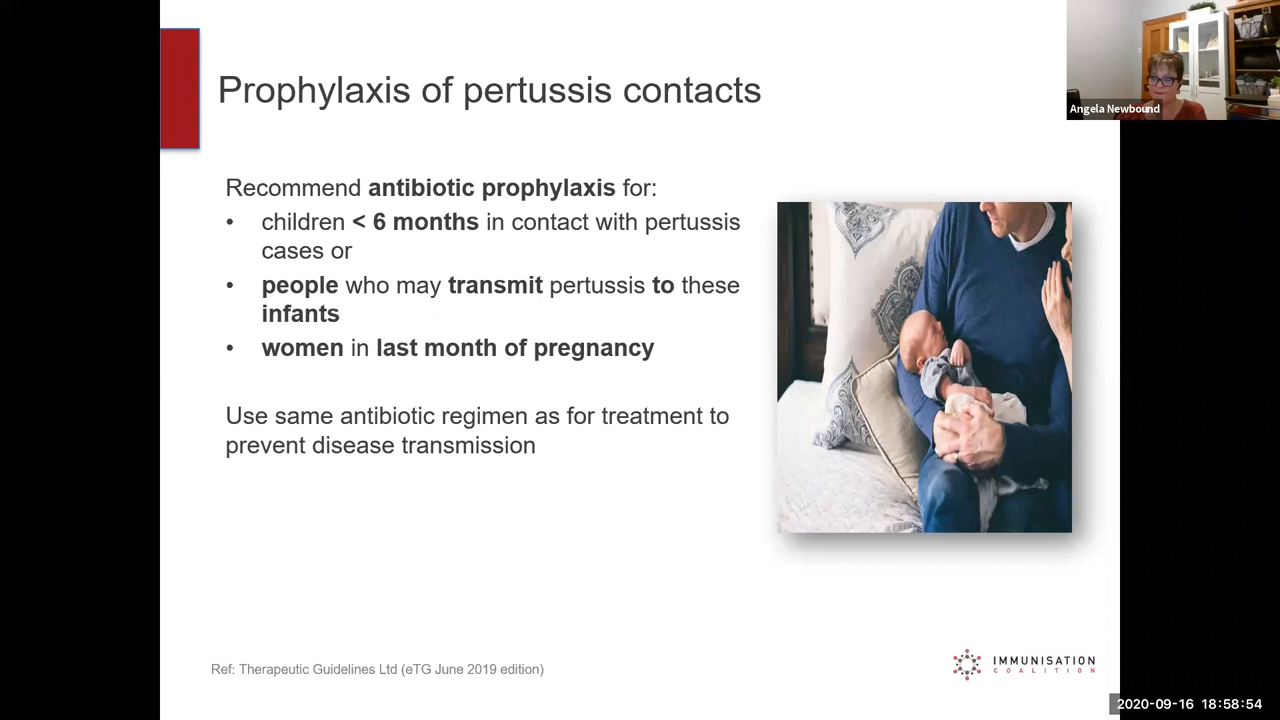 Prophylaxis of pertussis contacts
Angela Newbound
Recommend antibiotic prophylaxis for:
• children < 6 months in contact with pertussis
cases or
• people who may transmit pertussis to these
infants
• women in last month of pregnancy
Use same antibiotic regimen as for treatment to
prevent disease transmission
Ref: Therapeutic Guidelines Ltd (eTG June 2019 edition)
IMMUNISATION
COALITION
2020-09-16 18:58:54